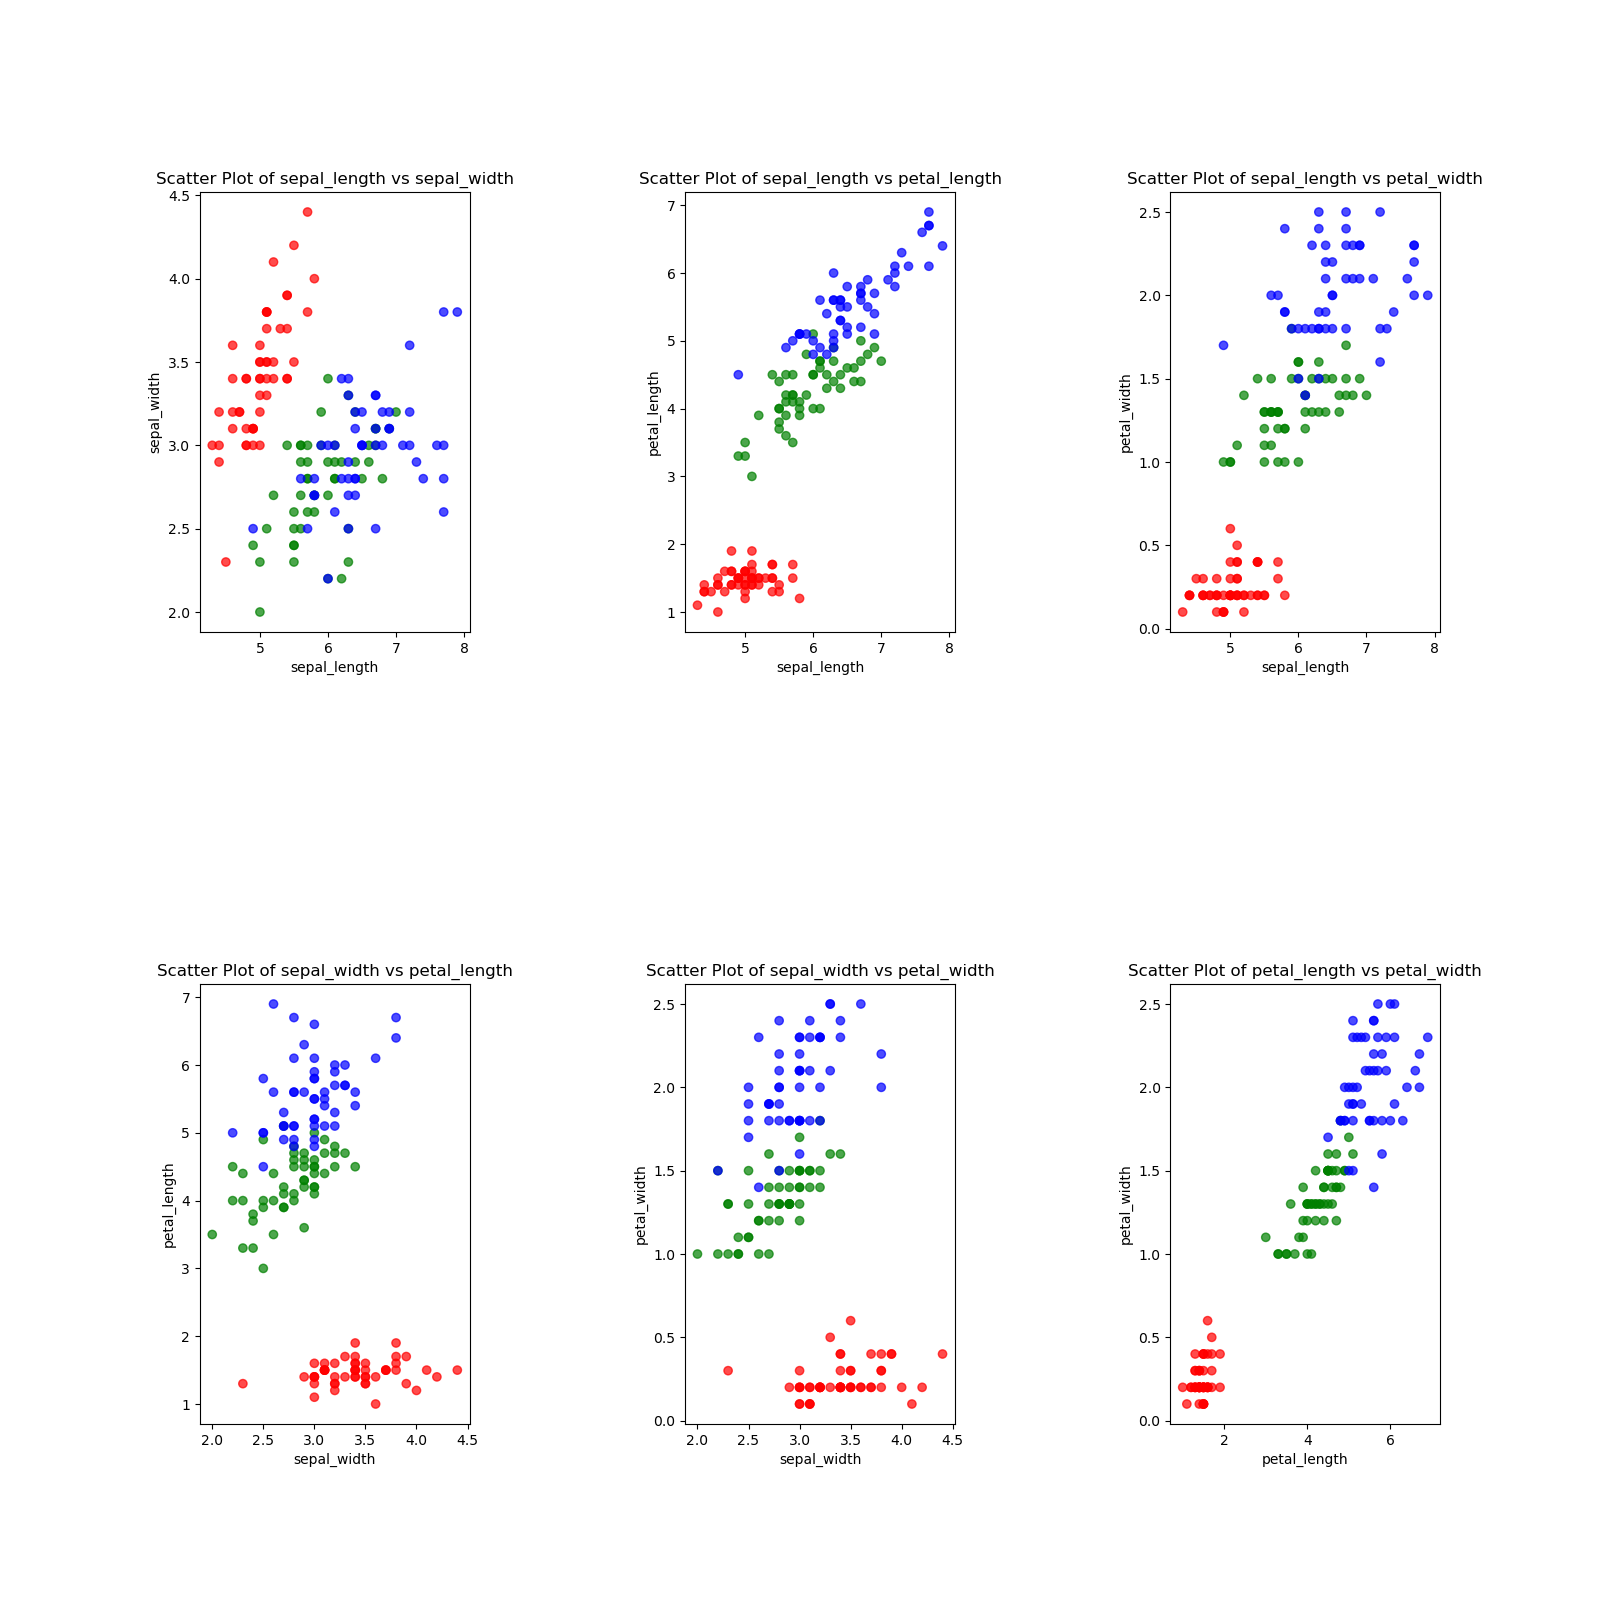 Scatter Plot of sepal_length vs sepal_width
4.5
4.0
3.5
3.0
2.5
2.0
sepal_width
5 6 7 8
sepal_length
Scatter Plot of sepal_length vs petal_length
7
6
5
4
3
2
1
petal_length
5 6 7 8
sepal_length
Scatter Plot of sepal_length vs petal_width
2.5
2.0
1.5
1.0
0.5
0.0
petal_width
5 6 7 8
sepal_length
Scatter Plot of sepal_width vs petal_length
7
6
5
4
3
2
1
petal_length
2.0 2.5 3.0 3.5 4.0 4.5
sepal_width
Scatter Plot of sepal_width vs petal_width
2.5
2.0
1.5
1.0
0.5
0.0
petal_width
2.0 2.5 3.0 3.5 4.0 4.5
sepal_width
Scatter Plot of petal_length vs petal_width
2.5
2.0
1.5
1.0
0.5
0.0
petal_width
2 4 6
petal_length